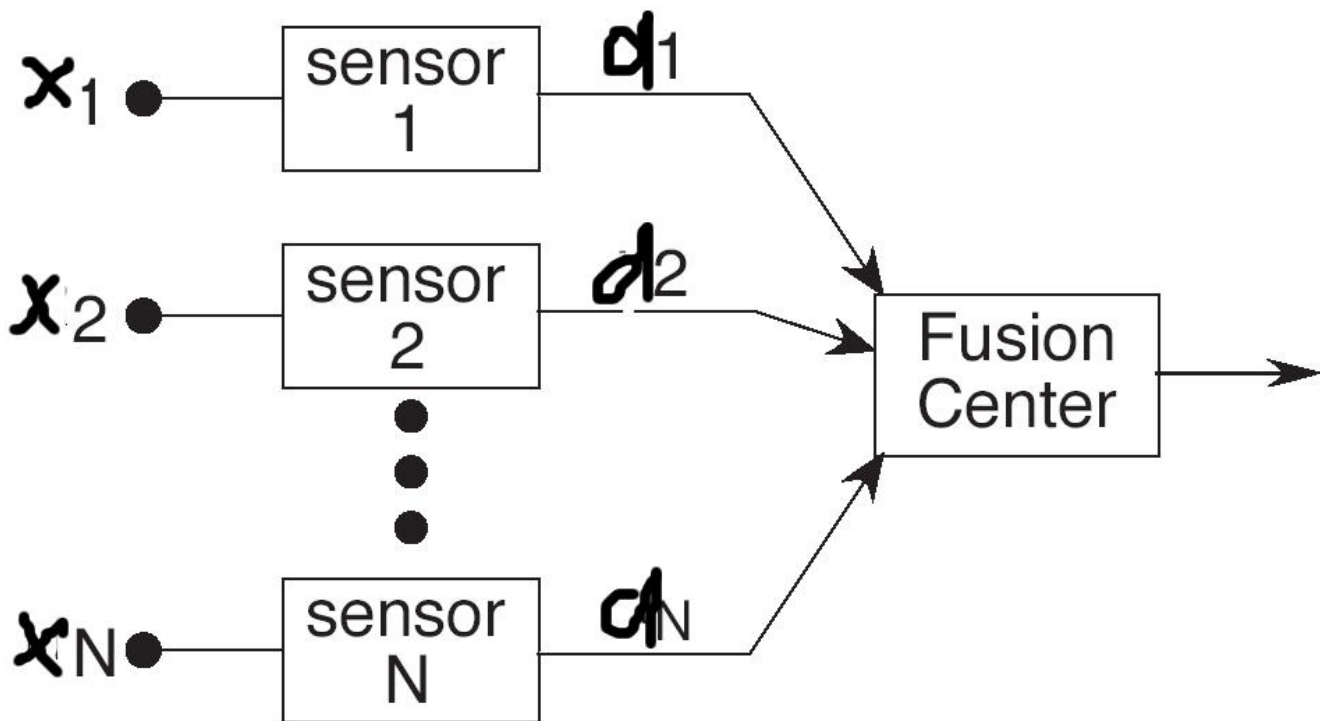 x1 sensor 1 d1
x2 sensor 2 d2
Fusion Center
xN sensor N dN